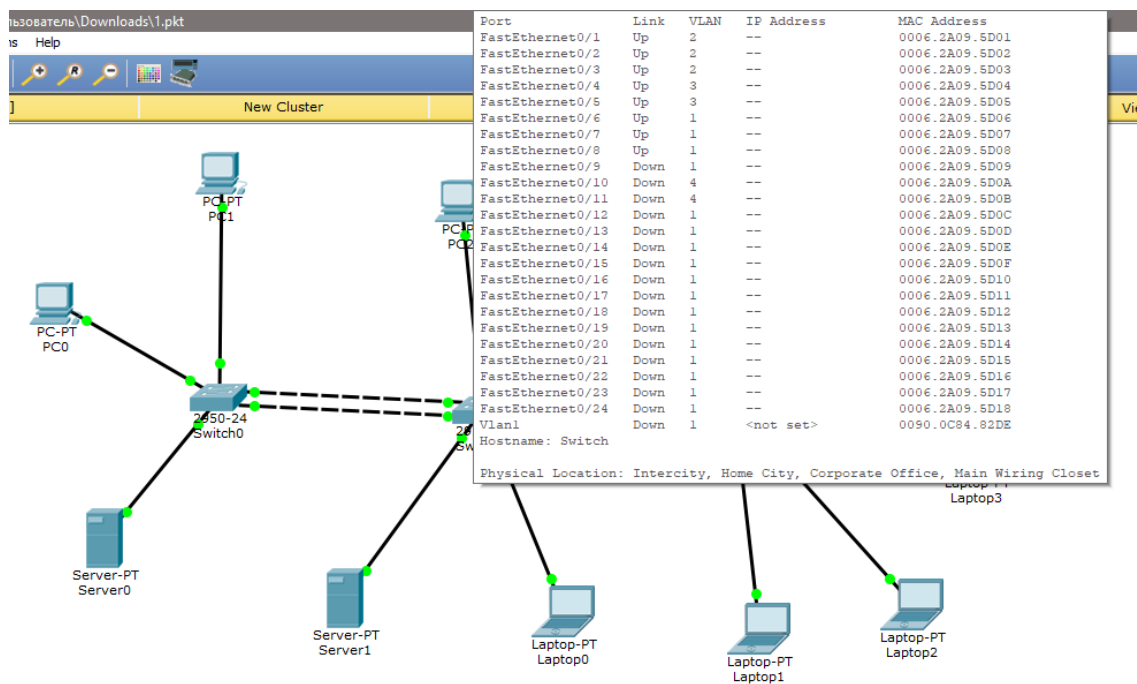 льзователь\Downloads\1.pkt
ns Help
]
New Cluster
Vie
Port Link VLAN IP Address MAC Address
FastEthernet0/1 Up 2 -- 0006.2A09.5D01
FastEthernet0/2 Up 2 -- 0006.2A09.5D02
FastEthernet0/3 Up 2 -- 0006.2A09.5D03
FastEthernet0/4 Up 3 -- 0006.2A09.5D04
FastEthernet0/5 Up 3 -- 0006.2A09.5D05
FastEthernet0/6 Up 1 -- 0006.2A09.5D06
FastEthernet0/7 Up 1 -- 0006.2A09.5D07
FastEthernet0/8 Up 1 -- 0006.2A09.5D08
FastEthernet0/9 Down 1 -- 0006.2A09.5D09
FastEthernet0/10 Down 4 -- 0006.2A09.5D0A
FastEthernet0/11 Down 4 -- 0006.2A09.5D0B
FastEthernet0/12 Down 1 -- 0006.2A09.5D0C
FastEthernet0/13 Down 1 -- 0006.2A09.5D0D
FastEthernet0/14 Down 1 -- 0006.2A09.5D0E
FastEthernet0/15 Down 1 -- 0006.2A09.5D0F
FastEthernet0/16 Down 1 -- 0006.2A09.5D10
FastEthernet0/17 Down 1 -- 0006.2A09.5D11
FastEthernet0/18 Down 1 -- 0006.2A09.5D12
FastEthernet0/19 Down 1 -- 0006.2A09.5D13
FastEthernet0/20 Down 1 -- 0006.2A09.5D14
FastEthernet0/21 Down 1 -- 0006.2A09.5D15
FastEthernet0/22 Down 1 -- 0006.2A09.5D16
FastEthernet0/23 Down 1 -- 0006.2A09.5D17
FastEthernet0/24 Down 1 -- 0006.2A09.5D18
Vlan1 Down 1 <not set> 0090.0C84.82DE
Hostname: Switch
Physical Location: Intercity, Home City, Corporate Office, Main Wiring Closet
PC-PT
PC1
PC-P
PC2
PC-PT
PC0
2950-24
Switch0
29
Sw
Laptop-PT
Laptop3
Server-PT
Server0
Server-PT
Server1
Laptop-PT
Laptop0
Laptop-PT
Laptop1
Laptop-PT
Laptop2